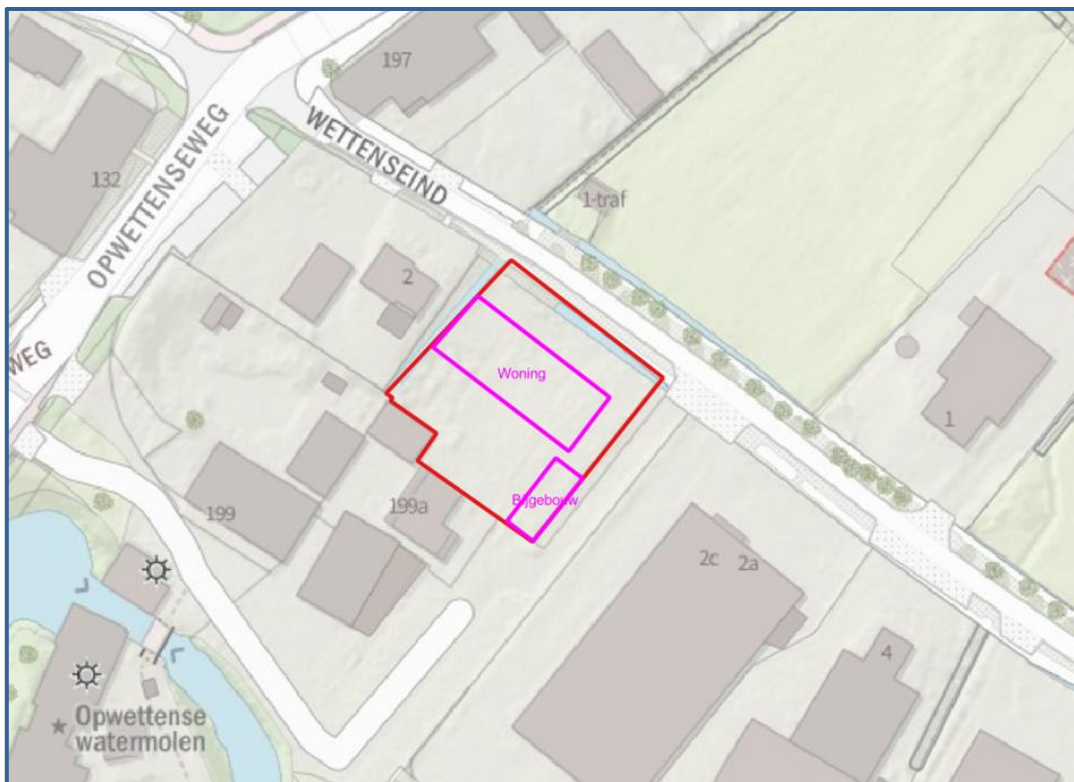 197
OPWETTENSEWEG
WETTENSEIND
132
1-traf
2
WEG
Woning
1
Bijgebouw
199a
199
2c
2a
4
Opwettense
watermolen